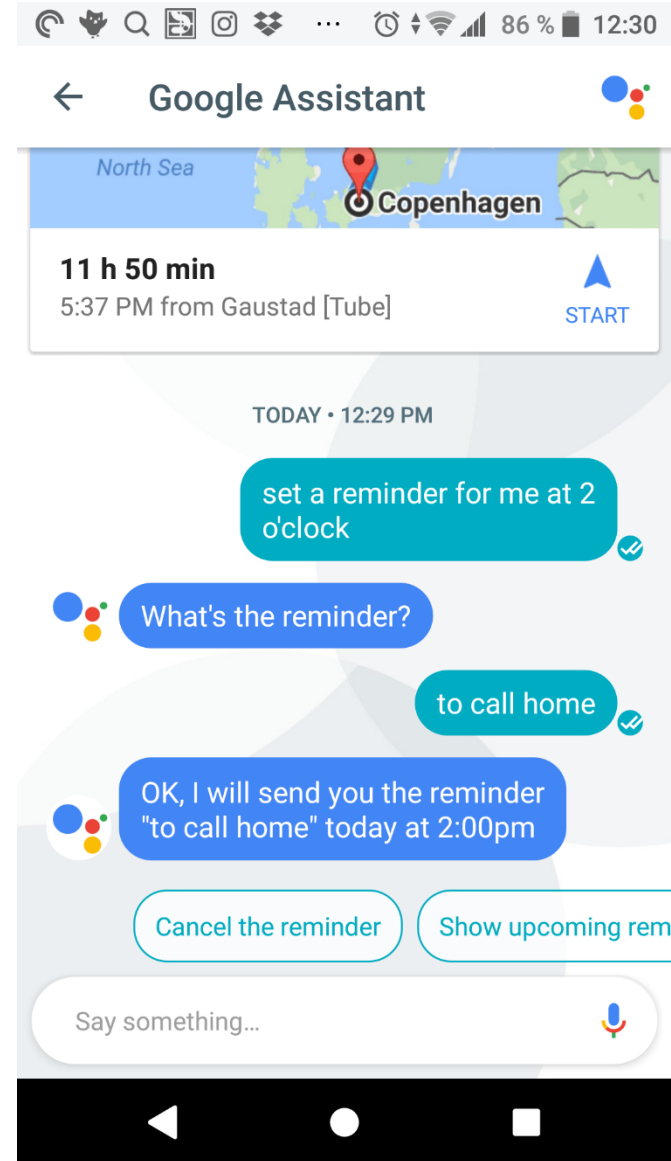 86 % 12:30
Google Assistant
North Sea
Copenhagen
11 h 50 min
5:37 PM from Gaustad [Tube]
START
TODAY • 12:29 PM
set a reminder for me at 2
o'clock
What's the reminder?
to call home
OK, I will send you the reminder
"to call home" today at 2:00pm
Cancel the reminder
Show upcoming rem
Say something...